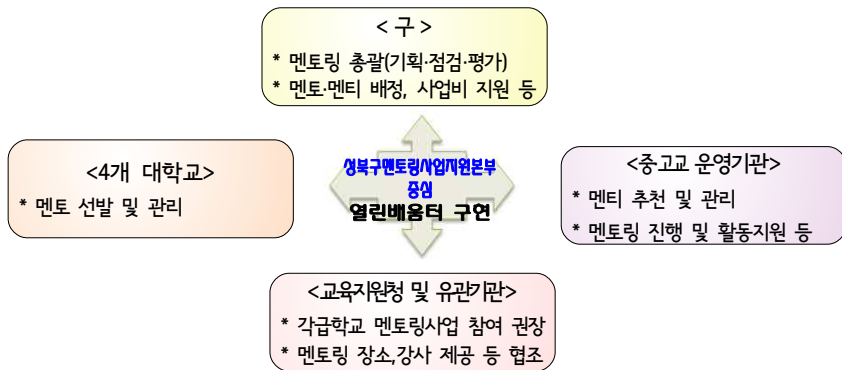 < 구 >
* 멘토링 총괄(기획·점검·평가)
* 멘토·멘티 배정, 사업비 지원 등
<4개 대학교>
* 멘토 선발 및 관리
성북구멘토링사업지원본부
중심
열린배움터 구연
<중·고교 운영기관>
* 멘티 추천 및 관리
* 멘토링 진행 및 활동지원 등
<교육지원청 및 유관기관>
* 각급학교 멘토링사업 참여 권장
* 멘토링 장소,강사 제공 등 협조